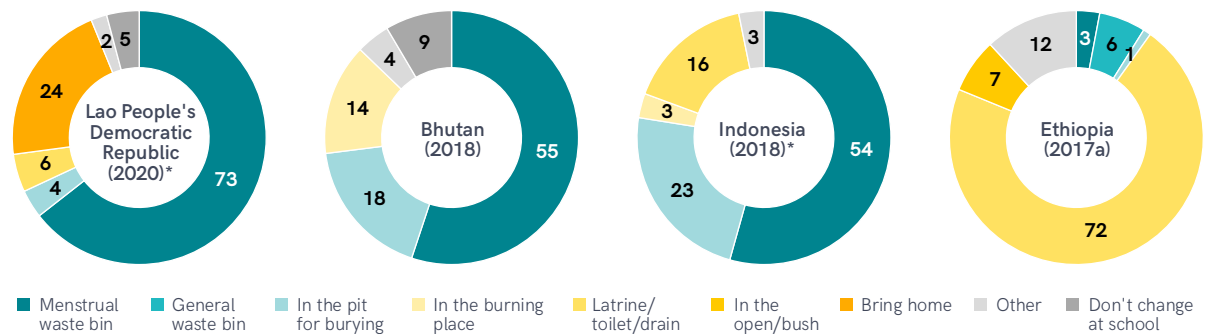 2
5
24
6
4
73
Lao People's
Democratic
Republic
(2020)*
9
4
14
18
55
Bhutan
(2018)
3
16
3
23
54
Indonesia
(2018)*
12
3
6
1
7
72
Ethiopia
(2017a)
Menstrual
waste bin
General
waste bin
In the pit
for burying
In the burning
place
Latrine/
toilet/drain
In the
open/bush
Bring home
Other
Don't change
at school